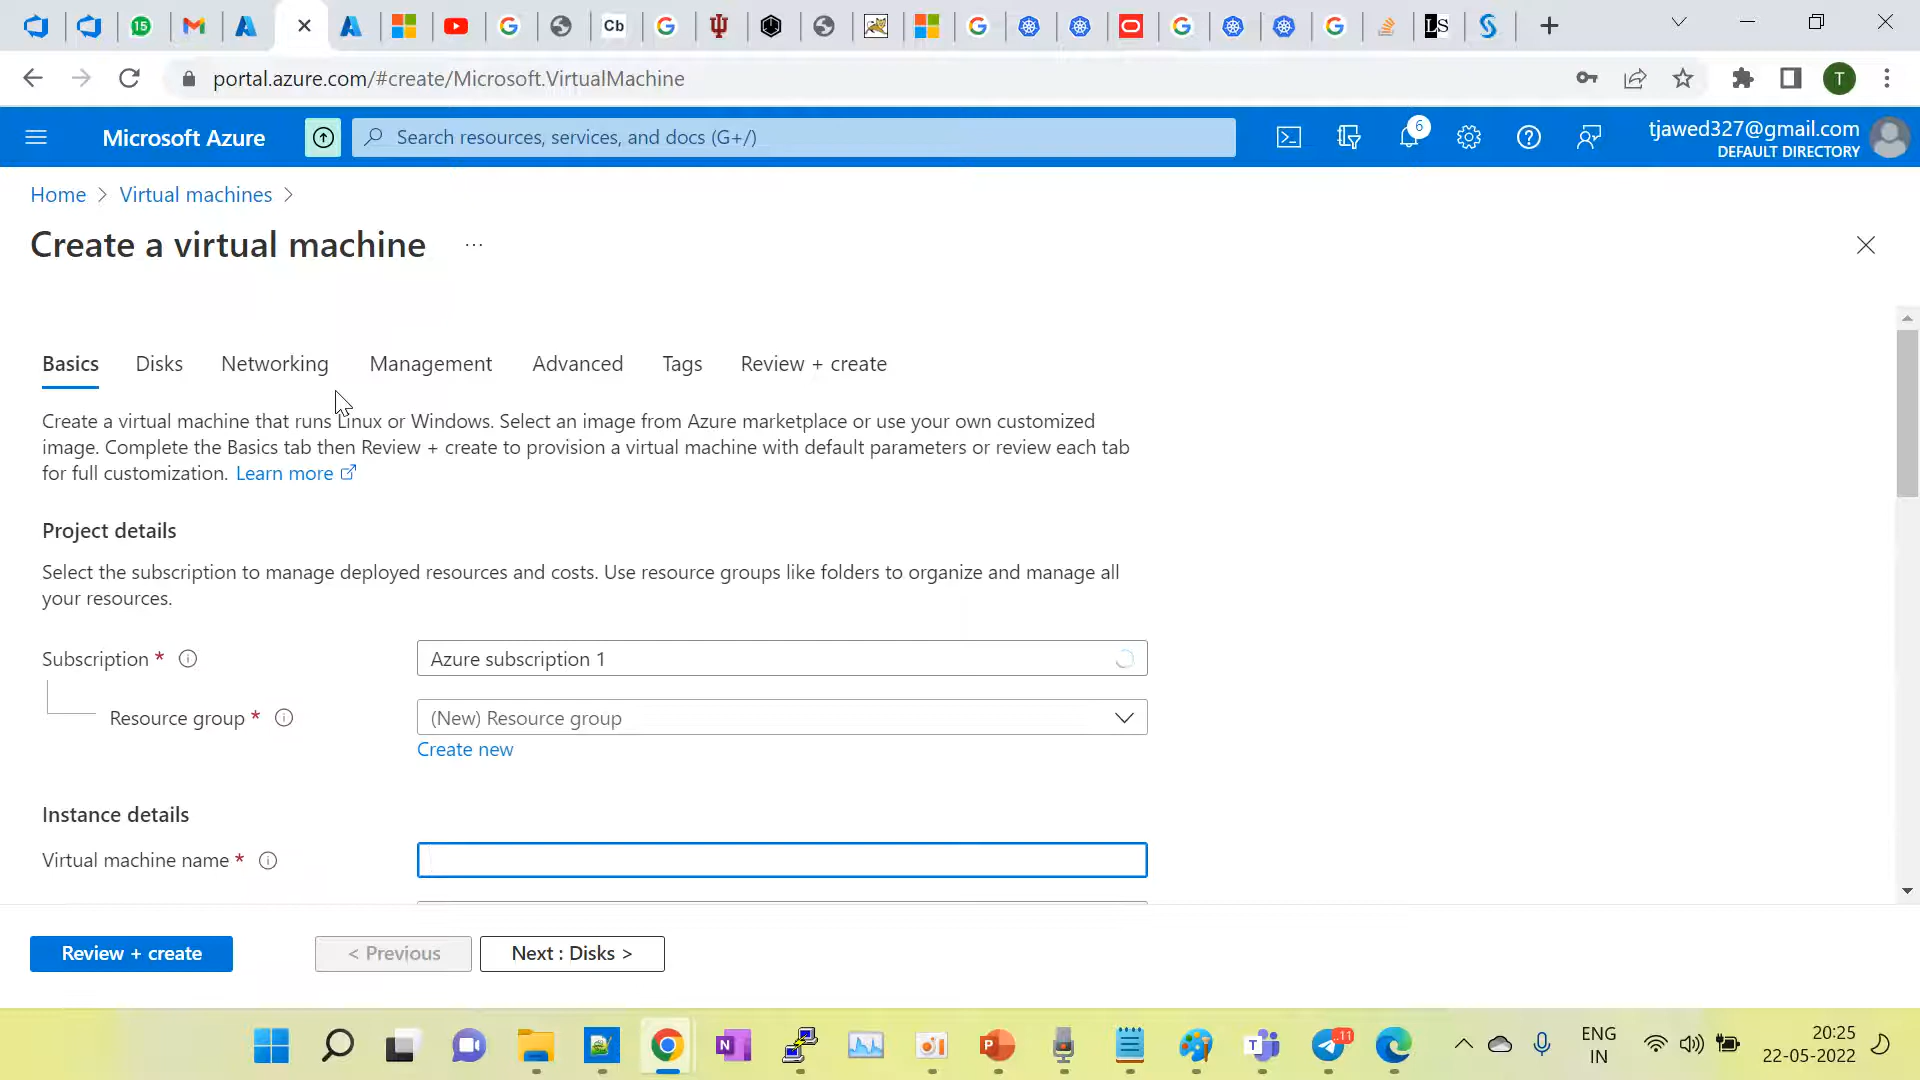 15
Cb
LS
portal.azure.com/#create/Microsoft.VirtualMachine
T
Microsoft Azure
Search resources, services, and docs (G+/)
6
tjawed327@gmail.com
DEFAULT DIRECTORY
Home > Virtual machines >
Create a virtual machine ...
Basics Disks Networking Management Advanced Tags Review + create
Create a virtual machine that runs Linux or Windows. Select an image from Azure marketplace or use your own customized
image. Complete the Basics tab then Review + create to provision a virtual machine with default parameters or review each tab
for full customization. Learn more
Project details
Select the subscription to manage deployed resources and costs. Use resource groups like folders to organize and manage all
your resources.
Subscription *
Azure subscription 1
Resource group *
(New) Resource group
Create new
Instance details
Virtual machine name *
Review + create
< Previous
Next : Disks >
11
ENG
IN
20:25
22-05-2022